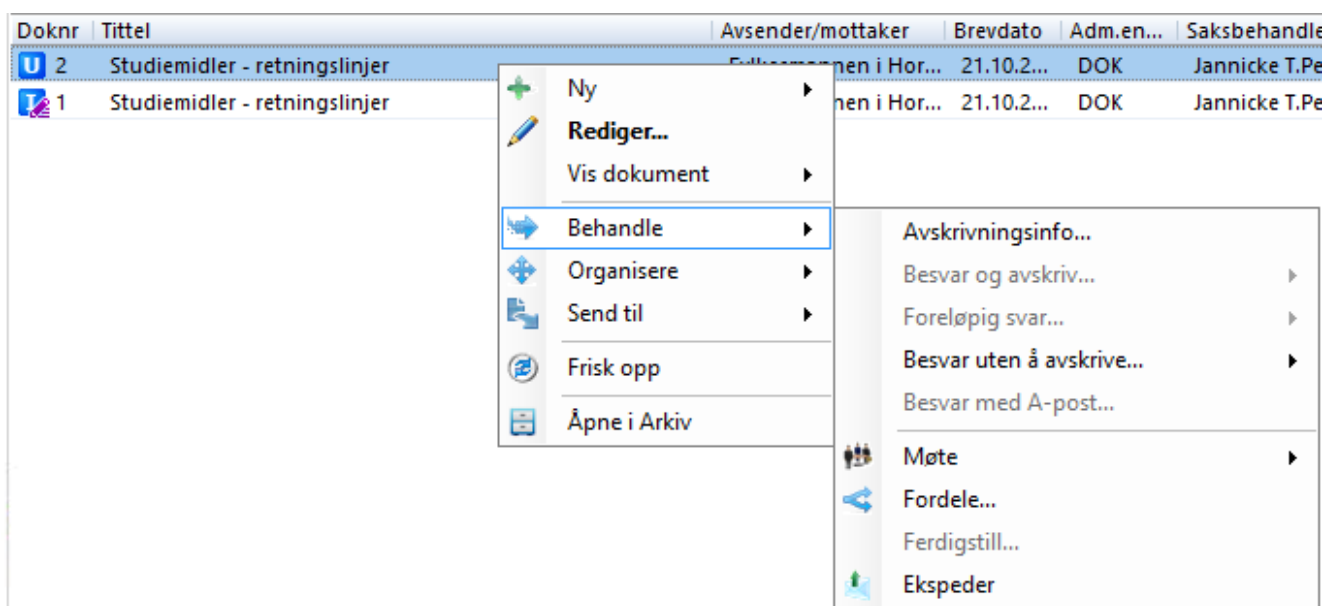 Doknr Tittel Avsender/mottaker Brevdato Adm.en... Saksbehandle
U 2 Studiemidler - retningslinjer nen i Hor... 21.10.2... DOK Jannicke T.Pe
I 1 Studiemidler - retningslinjer nen i Hor... 21.10.2... DOK Jannicke T.Pe
Ny
Rediger...
Vis dokument
Behandle
Organisere
Send til
Frisk opp
Åpne i Arkiv
Avskrivningsinfo...
Besvar og avskriv...
Foreløpig svar...
Besvar uten å avskrive...
Besvar med A-post...
Møte
Fordele...
Ferdigstill...
Ekspeder